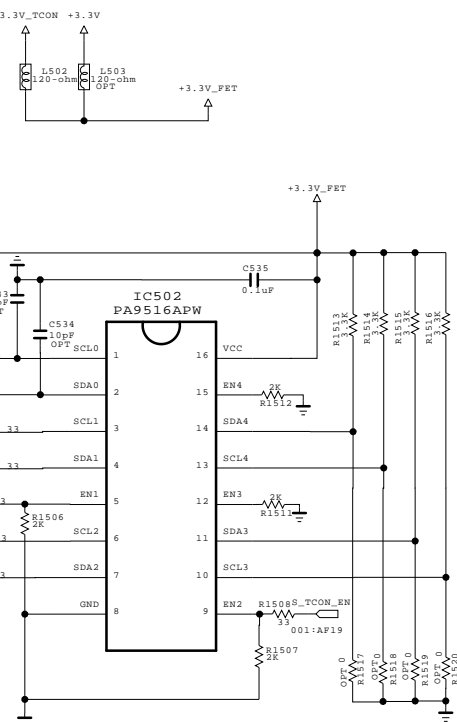 3.3V_TCON +3.3V
L502
120-ohm
L503
120-ohm
OPT
+3.3V_FET
+3.3V_FET
C535
0.1uF
IC502
PA9516APW
C534
10pF
OPT
R1513
3.3K
R1514
3.3K
R1515
3.3K
R1516
3.3K
SCL0 1 16 VCC
SDA0 2 15 EN4
2K
R1512
33 SCL1 3 14 SDA4
33 SDA1 4 13 SCL4
EN1 5 12 EN3
2K
R1511
R1506
2K
SCL2 6 11 SDA3
SDA2 7 10 SCL3
GND 8 9 EN2
R1508
33
S_TCON_EN
001:AF19
R1507
2K
OPT 0
R1517
OPT 0
R1518
OPT 0
R1519
OPT 0
R1520